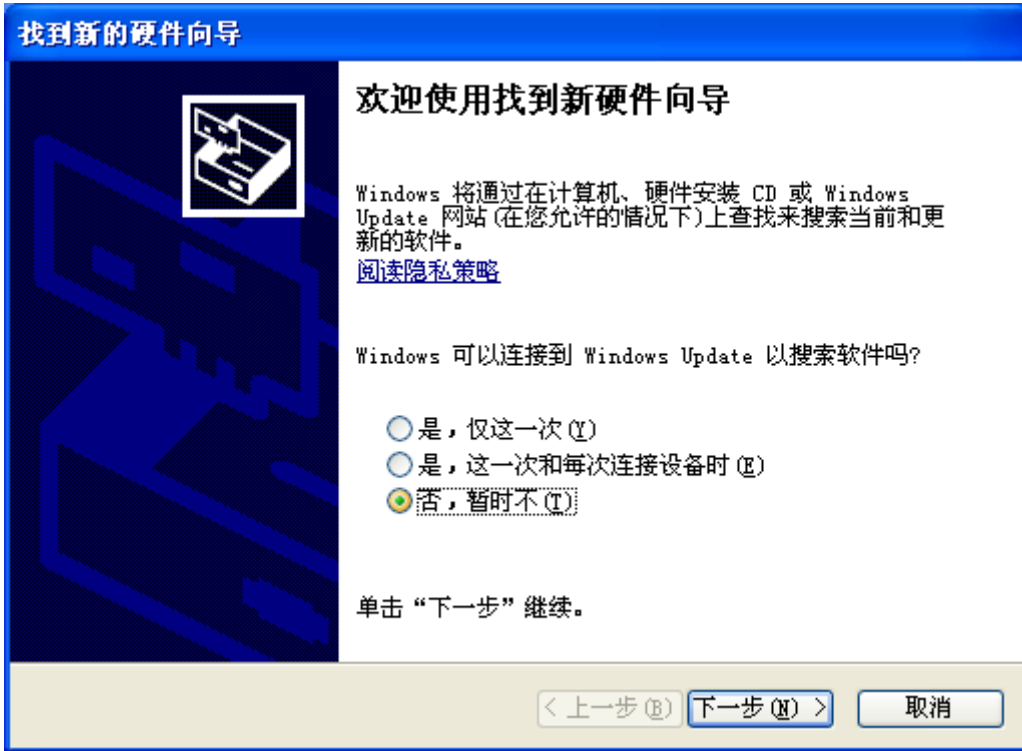 找到新的硬件向导
欢迎使用找到新硬件向导
Windows 将通过在计算机、硬件安装 CD 或 Windows
Update 网站(在您允许的情况下)上查找来搜索当前和更
新的软件。
阅读隐私策略
Windows 可以连接到 Windows Update 以搜索软件吗?
是，仅这一次(Y)
是，这一次和每次连接设备时(E)
否，暂时不(T)
单击“下一步”继续。
< 上一步(B) 下一步(N) > 取消